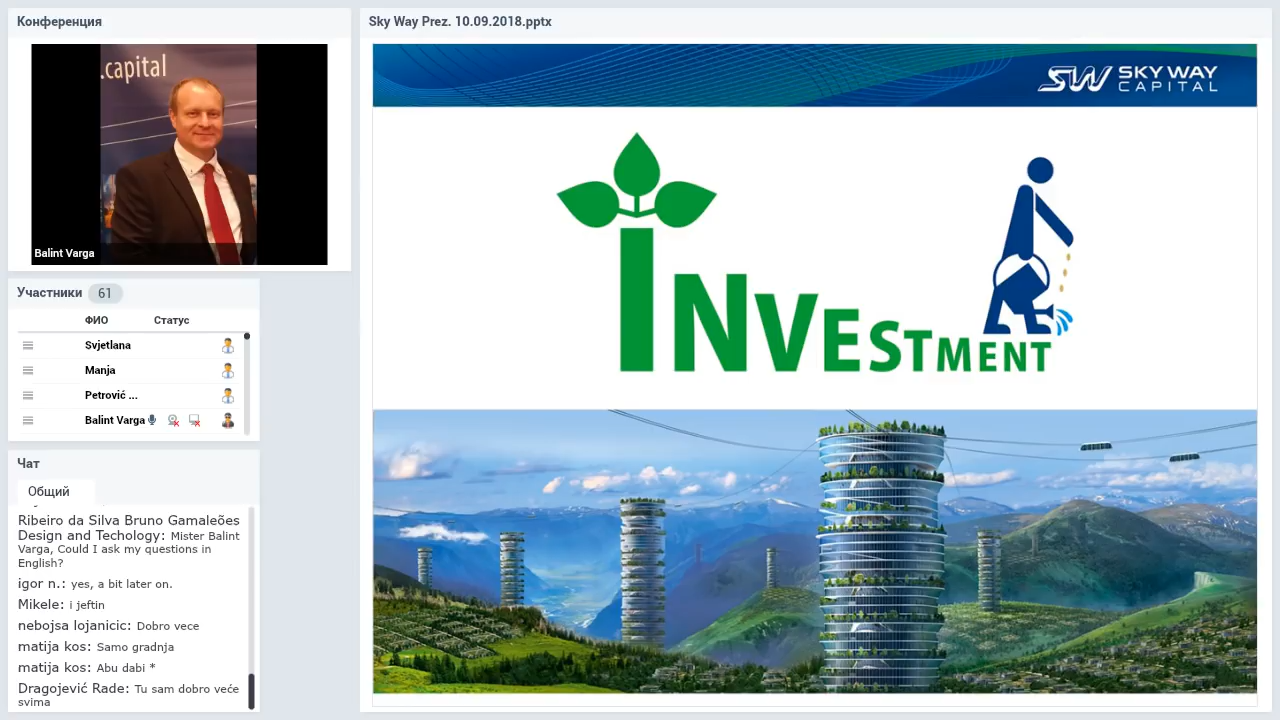 Конференция
.capital
Balint Varga
Участники 61
ФИО Статус
Svjetlana
Manja
Petrović ...
Balint Varga
Чат
Общий
Ribeiro da Silva Bruno Gamaleões
Design and Techology: Mister Balint
Varga, Could I ask my questions in
English?
igor n.: yes, a bit later on.
Mikele: i jeftin
nebojsa lojanicic: Dobro vece
matija kos: Samo gradnja
matija kos: Abu dabi *
Dragojević Rade: Tu sam dobro veće
svima
Sky Way Prez. 10.09.2018.pptx
SW SKY WAY
CAPITAL
INVESTMENT